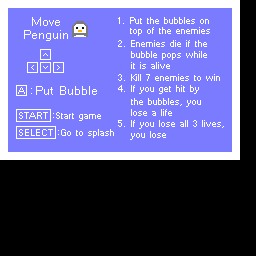 Move
Penguin
A: Put Bubble
START: Start game
SELECT: Go to splash
1. Put the bubbles on
top of the enemies
2. Enemies die if the
bubble pops while
it is alive
3. Kill 7 enemies to win
4. If you get hit by
the bubbles, you
lose a life
5. If you lose all 3 lives,
you lose